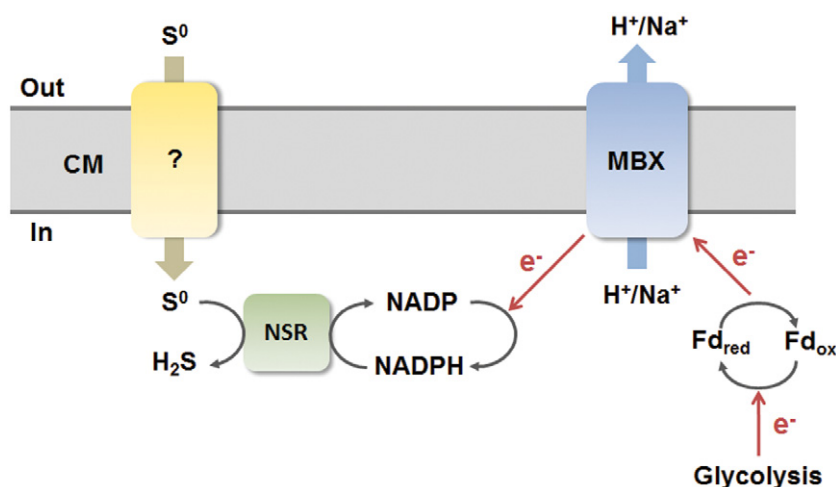 S⁰
H⁺/Na⁺
Out
CM
?
MBX
In
e⁻
e⁻
S⁰
NADP
H⁺/Na⁺
NSR
Fd_red
Fd_ox
H₂S
NADPH
e⁻
Glycolysis